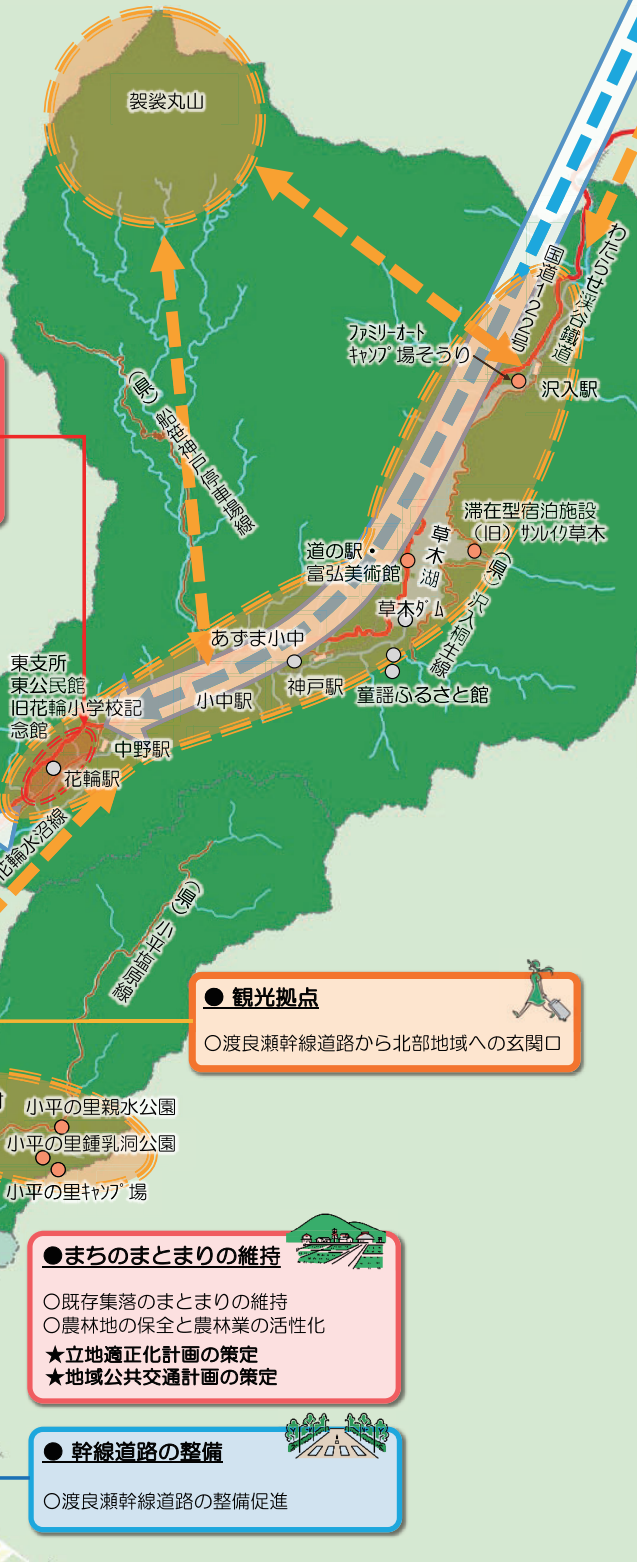 袈裟丸山
わたらせ渓谷鐵道
国道122号
ファミリーオート
キャンプ場そうり
沢入駅
(県)船笹神戸停車場線
滞在型宿泊施設
(旧)サンレイク草木
道の駅・
富弘美術館
草木湖
(県)沢入桐生線
草木ダム
あずま小中
神戸駅
小中駅
童謡ふるさと館
東支所
東公民館
旧花輪小学校記
念館
中野駅
花輪駅
花輪水沼線
(県)小平塩原線
● 観光拠点
○渡良瀬幹線道路から北部地域への玄関口
小平の里親水公園
小平の里鍾乳洞公園
小平の里キャンプ場
●まちのまとまりの維持
○既存集落のまとまりの維持
○農林地の保全と農林業の活性化
★立地適正化計画の策定
★地域公共交通計画の策定
● 幹線道路の整備
○渡良瀬幹線道路の整備促進